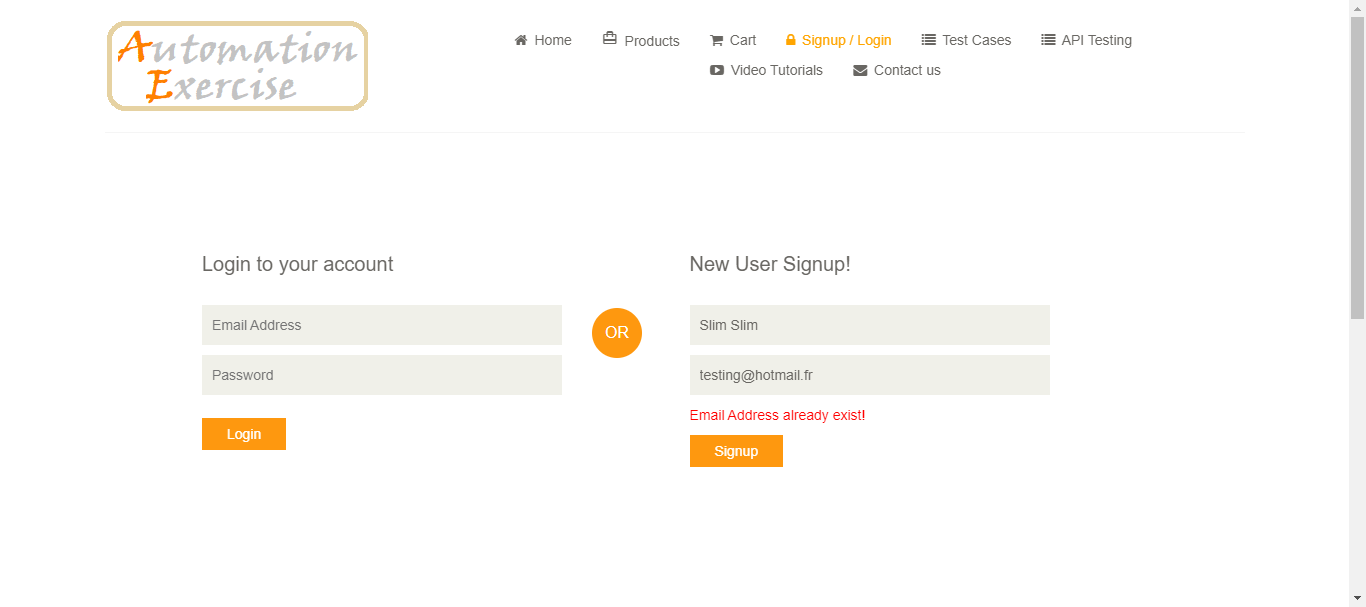 Automation
Exercise
Home Products Cart Signup / Login Test Cases API Testing
Video Tutorials Contact us
Login to your account
Email Address
Password
Login
OR
New User Signup!
Slim Slim
testing@hotmail.fr
Email Address already exist!
Signup